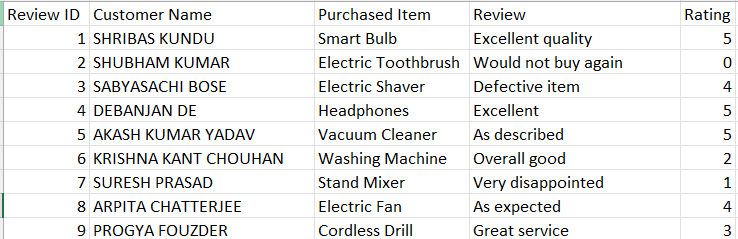 Review ID Customer Name Purchased Item Review Rating
1 SHRIBAS KUNDU Smart Bulb Excellent quality 5
2 SHUBHAM KUMAR Electric Toothbrush Would not buy again 0
3 SABYASACHI BOSE Electric Shaver Defective item 4
4 DEBANJAN DE Headphones Excellent 5
5 AKASH KUMAR YADAV Vacuum Cleaner As described 5
6 KRISHNA KANT CHOUHAN Washing Machine Overall good 2
7 SURESH PRASAD Stand Mixer Very disappointed 1
8 ARPITA CHATTERJEE Electric Fan As expected 4
9 PROGYA FOUZDER Cordless Drill Great service 3